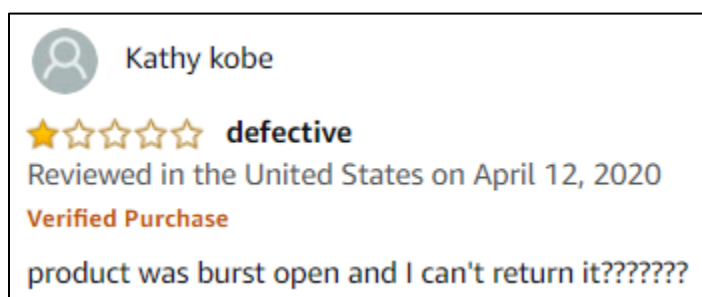 Kathy kobe
defective
Reviewed in the United States on April 12, 2020
Verified Purchase
product was burst open and I can't return it???????